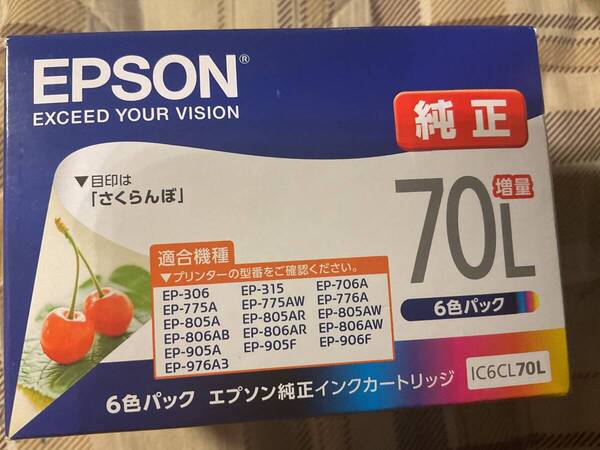 EPSON®
EXCEED YOUR VISION
純正
▼目印は
「さくらんぼ」
70L
増量
6色パック
適合機種
▼プリンターの型番をご確認ください。
EP-306 EP-315 EP-706A
EP-775A EP-775AW EP-776A
EP-805A EP-805AR EP-805AW
EP-806AB EP-806AR EP-806AW
EP-905A EP-905F EP-906F
EP-976A3
6色パック エプソン純正インクカートリッジ IC6CL70L